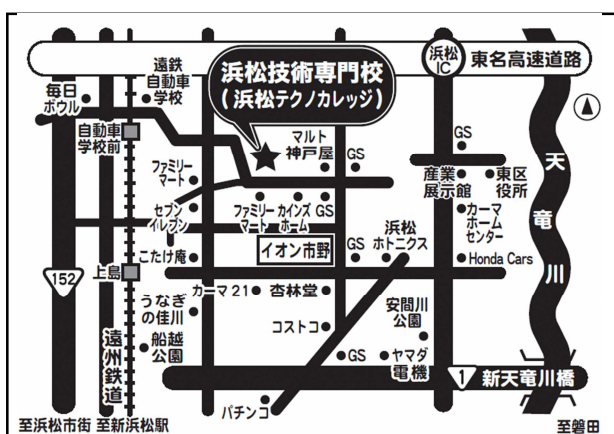 浜松
IC
東名高速道路
遠鉄
自動車
学校
浜松技術専門校
(浜松テクノカレッジ)
毎日
ボウル
自動車
学校前
マルト
神戸屋
GS
GS
ファミリー
マート
産業
展示館
東区
役所
天竜川
セブン
イレブン
ファミリー
マート
カインズ
ホーム
GS
浜松
ホトニクス
カーマ
ホーム
センター
こたけ庵
イオン市野
GS
Honda Cars
152
上島
カーマ21
杏林堂
うなぎ
の佳川
安間川
公園
コストコ
遠州鉄道
船越
公園
GS
ヤマダ
電機
1
新天竜川橋
パチンコ
至浜松市街
至新浜松駅
至磐田